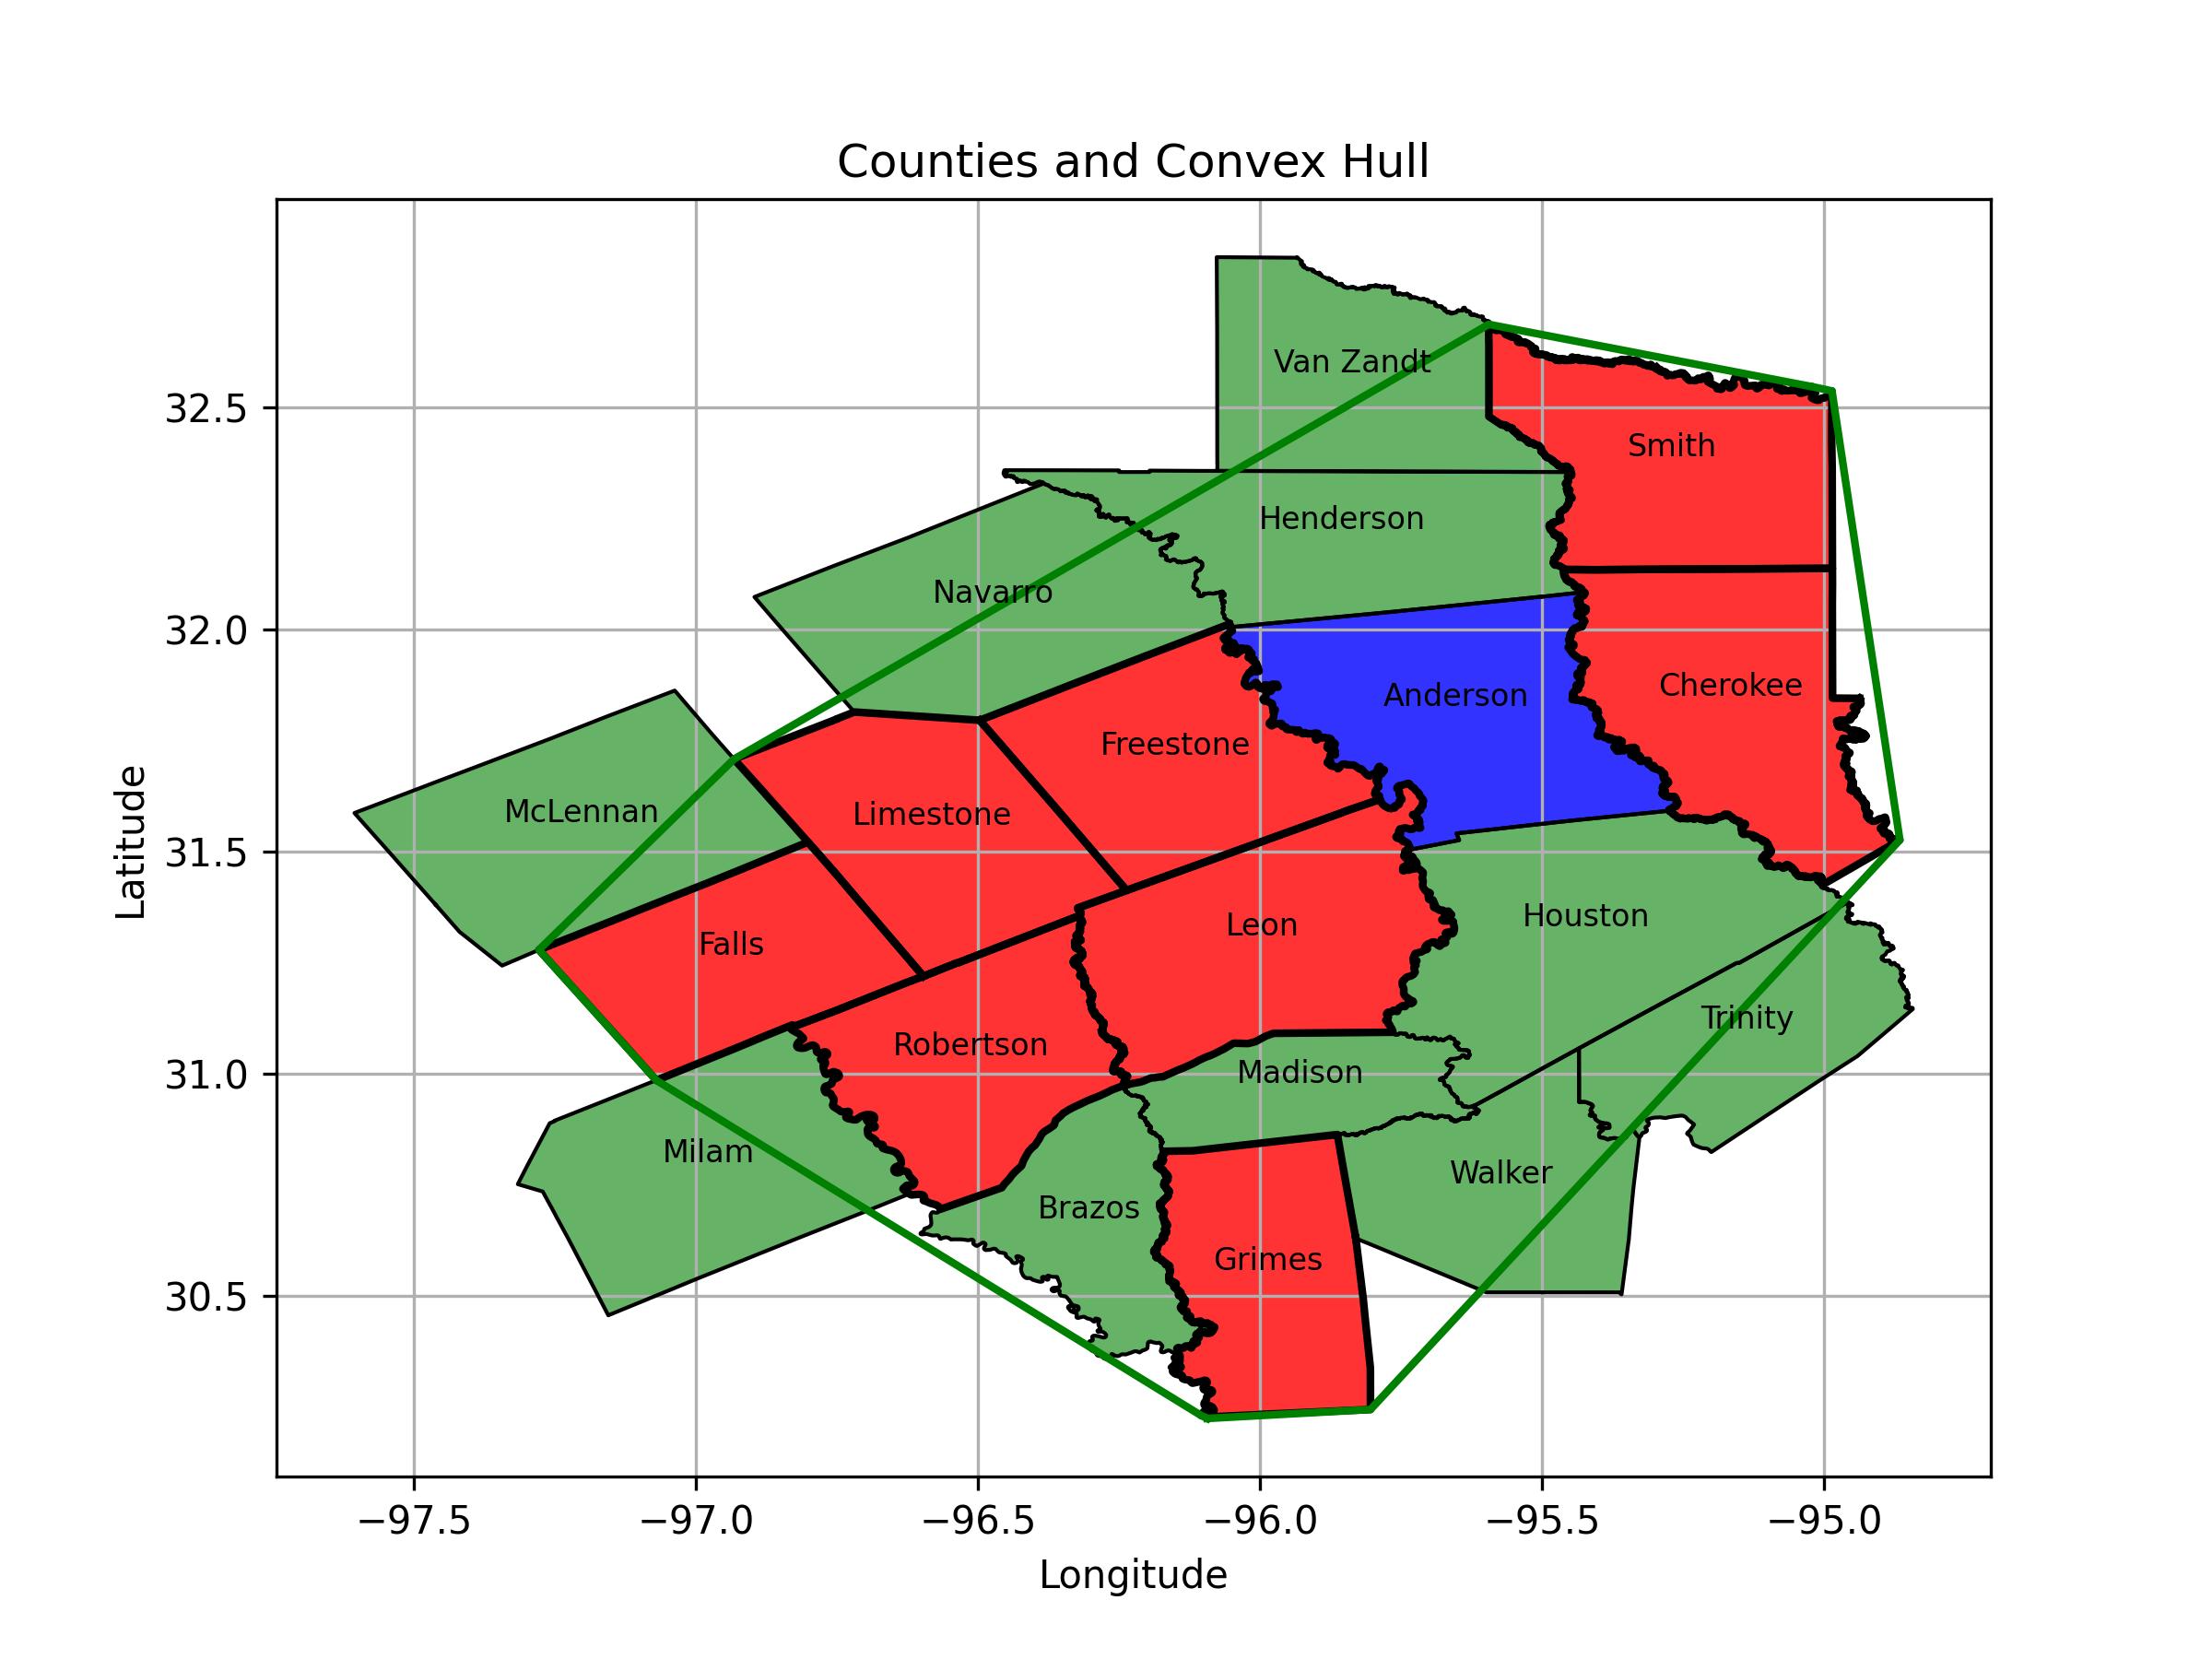 Counties and Convex Hull
Van Zandt
Smith
Henderson
Navarro
Cherokee
Anderson
Freestone
McLennan
Limestone
Houston
Leon
Falls
Trinity
Robertson
Madison
Milam
Walker
Brazos
Grimes
32.5
32.0
31.5
31.0
30.5
Latitude
−97.5 −97.0 −96.5 −96.0 −95.5 −95.0
Longitude